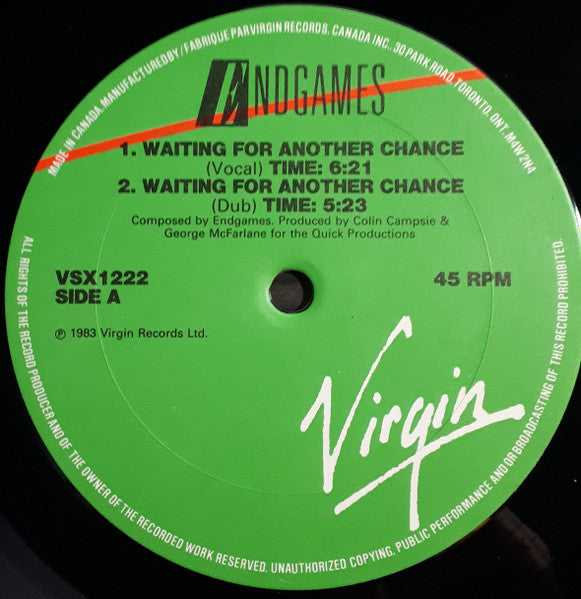 MADE IN CANADA. MANUFACTURED BY/FABRIQUE PAR VIRGIN RECORDS, CANADA INC., 30 PARK ROAD, TORONTO, ONT. M4W 2N4
ENDGAMES
1. WAITING FOR ANOTHER CHANCE
(Vocal) TIME: 6:21
2. WAITING FOR ANOTHER CHANCE
(Dub) TIME: 5:23
Composed by Endgames. Produced by Colin Campsie &
George McFarlane for the Quick Productions
VSX1222
SIDE A
45 RPM
℗ 1983 Virgin Records Ltd.
Virgin
ALL RIGHTS OF THE RECORD PRODUCER AND OF THE OWNER OF THE RECORDED WORK RESERVED. UNAUTHORIZED COPYING, PUBLIC PERFORMANCE AND OR BROADCASTING OF THIS RECORD PROHIBITED.